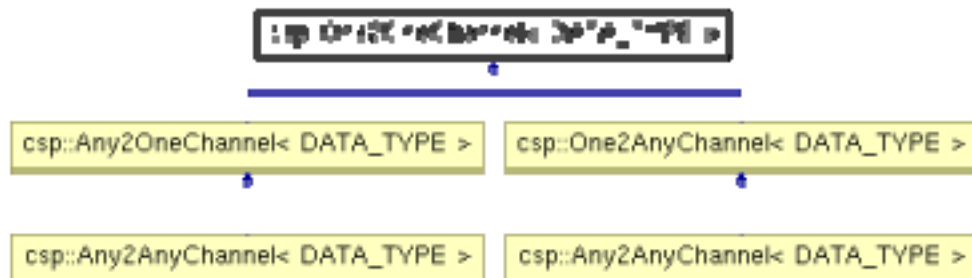 csp::Any2OneChannel< DATA_TYPE > csp::One2AnyChannel< DATA_TYPE >
csp::Any2AnyChannel< DATA_TYPE > csp::Any2AnyChannel< DATA_TYPE >